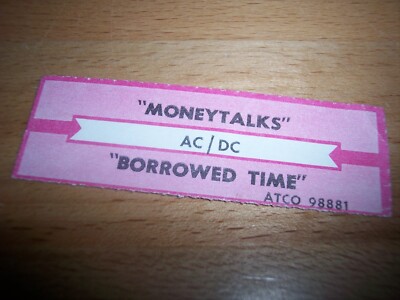 "MONEYTALKS"
AC/DC
"BORROWED TIME"
ATCO 98881